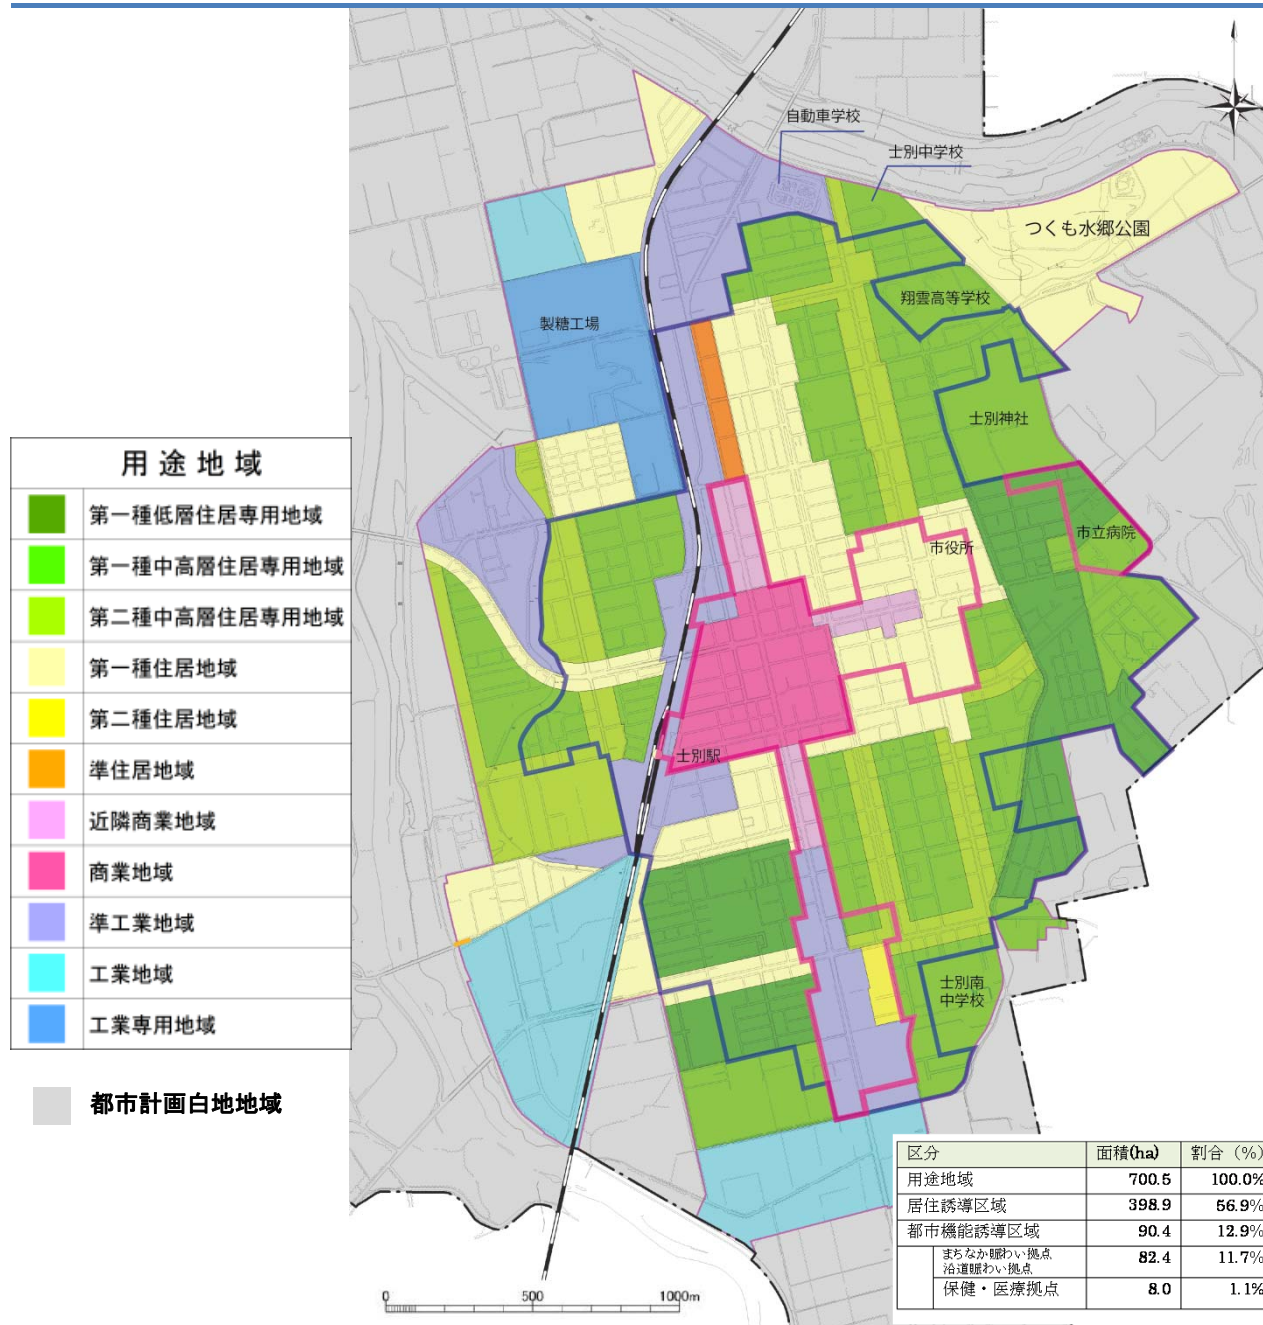 自動車学校
士別中学校
つくも水郷公園
翔雲高等学校
製糖工場
士別神社
市立病院
市役所
士別駅
士別南
中学校
用途地域
第一種低層住居専用地域
第一種中高層住居専用地域
第二種中高層住居専用地域
第一種住居地域
第二種住居地域
準住居地域
近隣商業地域
商業地域
準工業地域
工業地域
工業専用地域
都市計画白地地域
0 500 1000m
区分 面積(ha) 割合（%）
用途地域 700.5 100.0%
居住誘導区域 398.9 56.9%
都市機能誘導区域 90.4 12.9%
まちなか賑わい拠点
沿道賑わい拠点 82.4 11.7%
保健・医療拠点 8.0 1.1%